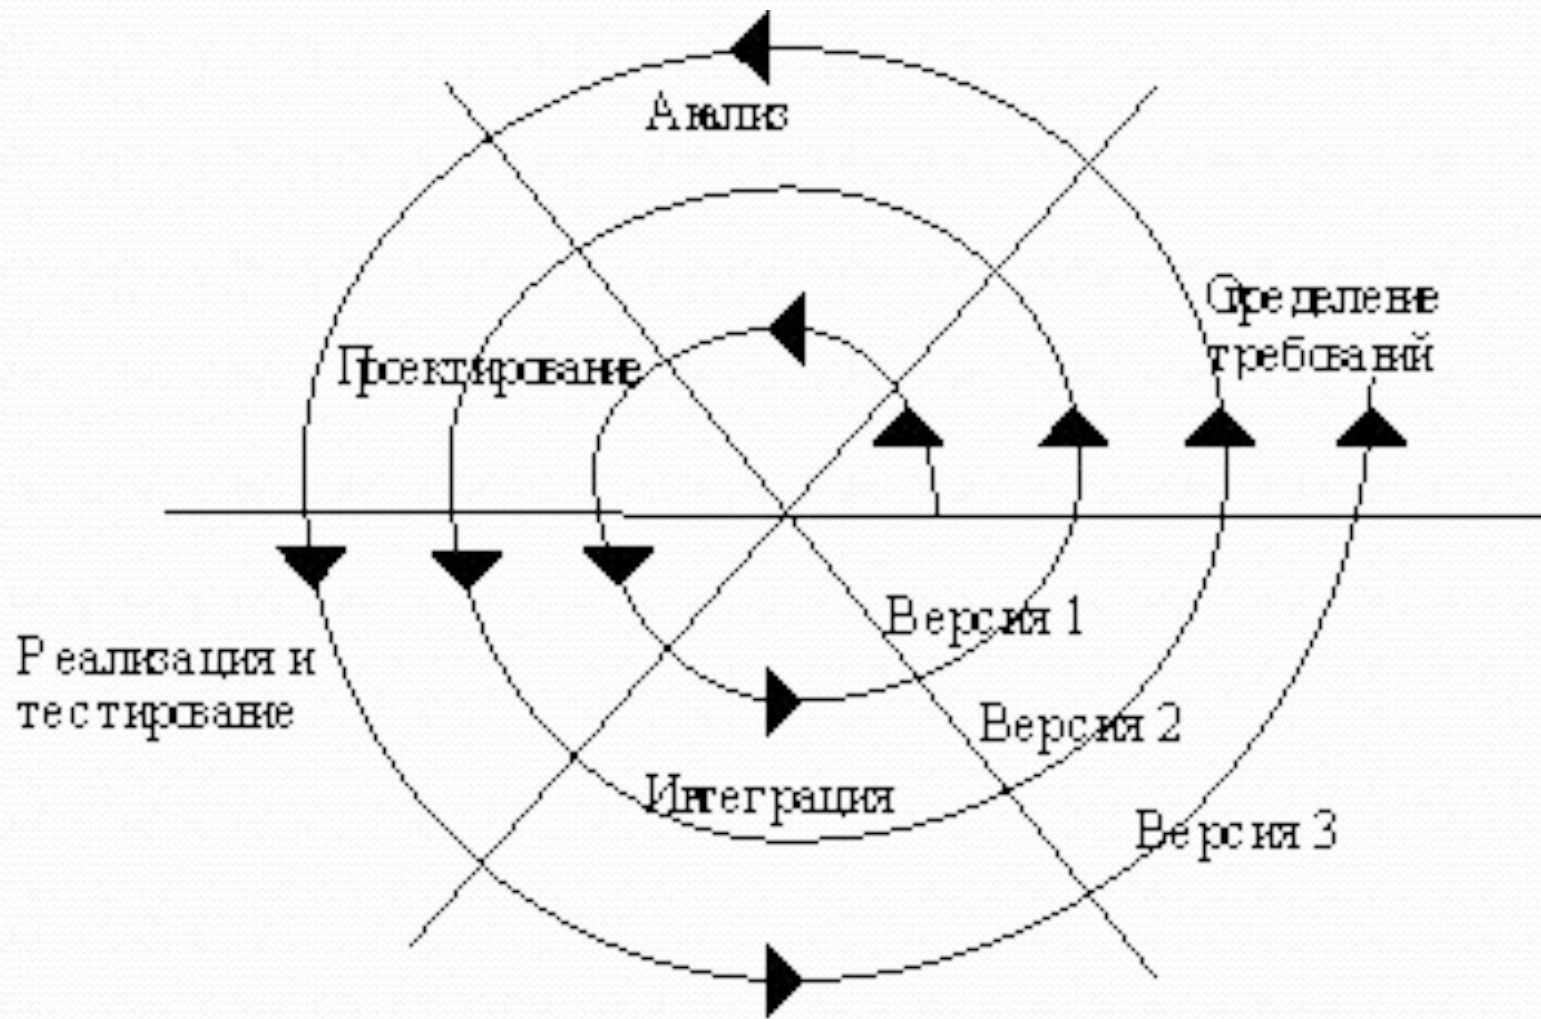 Анализ
Определение
требований
Проектирование
Версия 1
Реализация и
тестирование
Версия 2
Интеграция
Версия 3